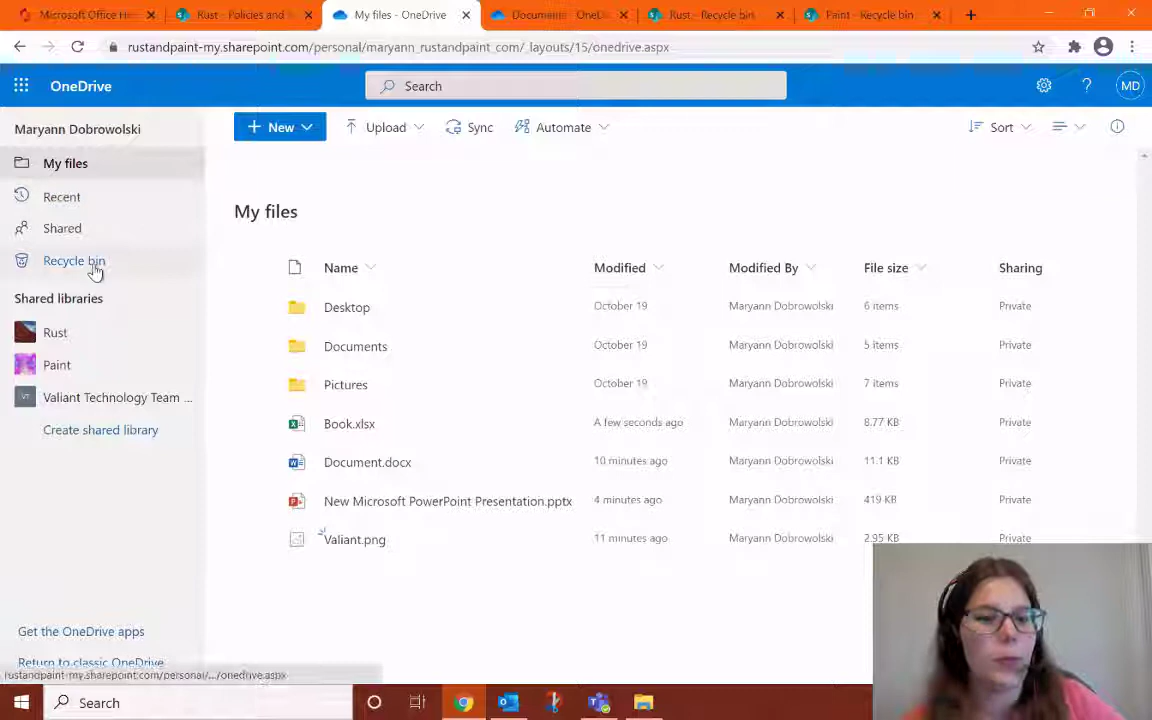 Microsoft Office Ho
Rust - Policies and
My files - OneDrive
Documents - OneD
Rust - Recycle bin
Paint - Recycle bin
rustandpaint-my.sharepoint.com/personal/maryann_rustandpaint_com/_layouts/15/onedrive.aspx
OneDrive
Search
MD
Maryann Dobrowolski
New
Upload
Sync
Automate
Sort
My files
Recent
Shared
Recycle bin
Shared libraries
Rust
Paint
VT
Valiant Technology Team ...
Create shared library
My files
Name Modified Modified By File size Sharing
Desktop October 19 Maryann Dobrowolski 6 items Private
Documents October 19 Maryann Dobrowolski 5 items Private
Pictures October 19 Maryann Dobrowolski 7 items Private
Book.xlsx A few seconds ago Maryann Dobrowolski 8.77 KB Private
Document.docx 10 minutes ago Maryann Dobrowolski 11.1 KB Private
New Microsoft PowerPoint Presentation.pptx 4 minutes ago Maryann Dobrowolski 419 KB Private
Valiant.png 11 minutes ago Maryann Dobrowolski 2.95 KB Private
Get the OneDrive apps
Return to classic OneDrive
rustandpaint-my.sharepoint.com/personal/.../onedrive.aspx
Search